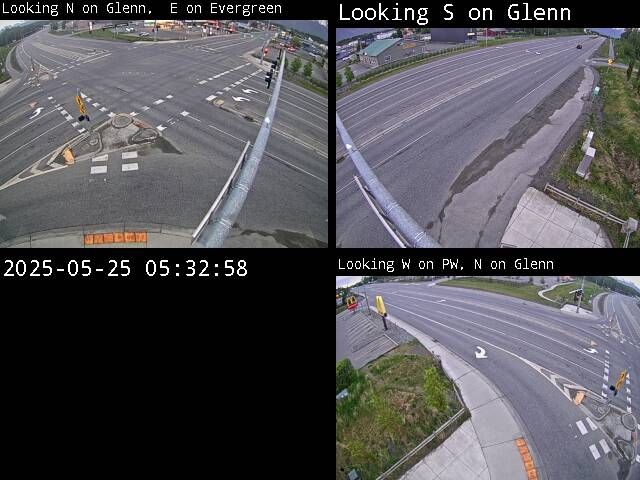 Looking N on Glenn, E on Evergreen
Looking S on Glenn
2025-05-25 05:32:58
Looking W on PW, N on Glenn